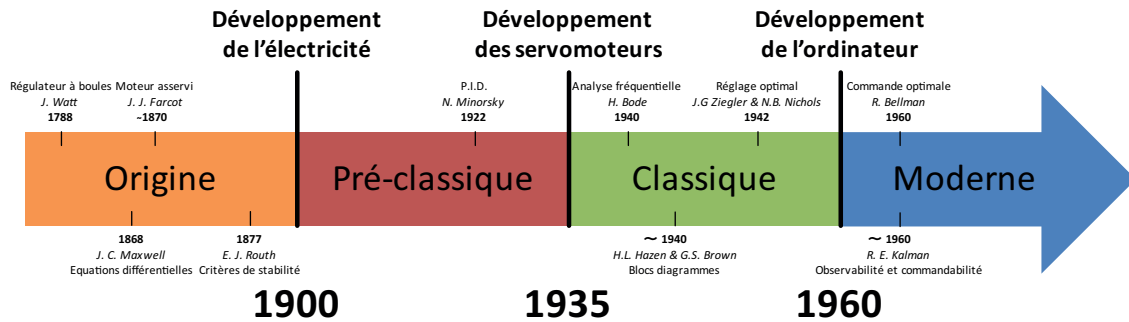 Développement
de l’électricité
Développement
des servomoteurs
Développement
de l’ordinateur
Régulateur à boules
J. Watt
1788
Moteur asservi
J. J. Farcot
~1870
P.I.D.
N. Minorsky
1922
Analyse fréquentielle
H. Bode
1940
Réglage optimal
J.G Ziegler & N.B. Nichols
1942
Commande optimale
R. Bellman
1960
Origine
Pré-classique
Classique
Moderne
1868
J. C. Maxwell
Equations différentielles
1877
E. J. Routh
Critères de stabilité
~ 1940
H.L. Hazen & G.S. Brown
Blocs diagrammes
~ 1960
R. E. Kalman
Observabilité et commandabilité
1900
1935
1960